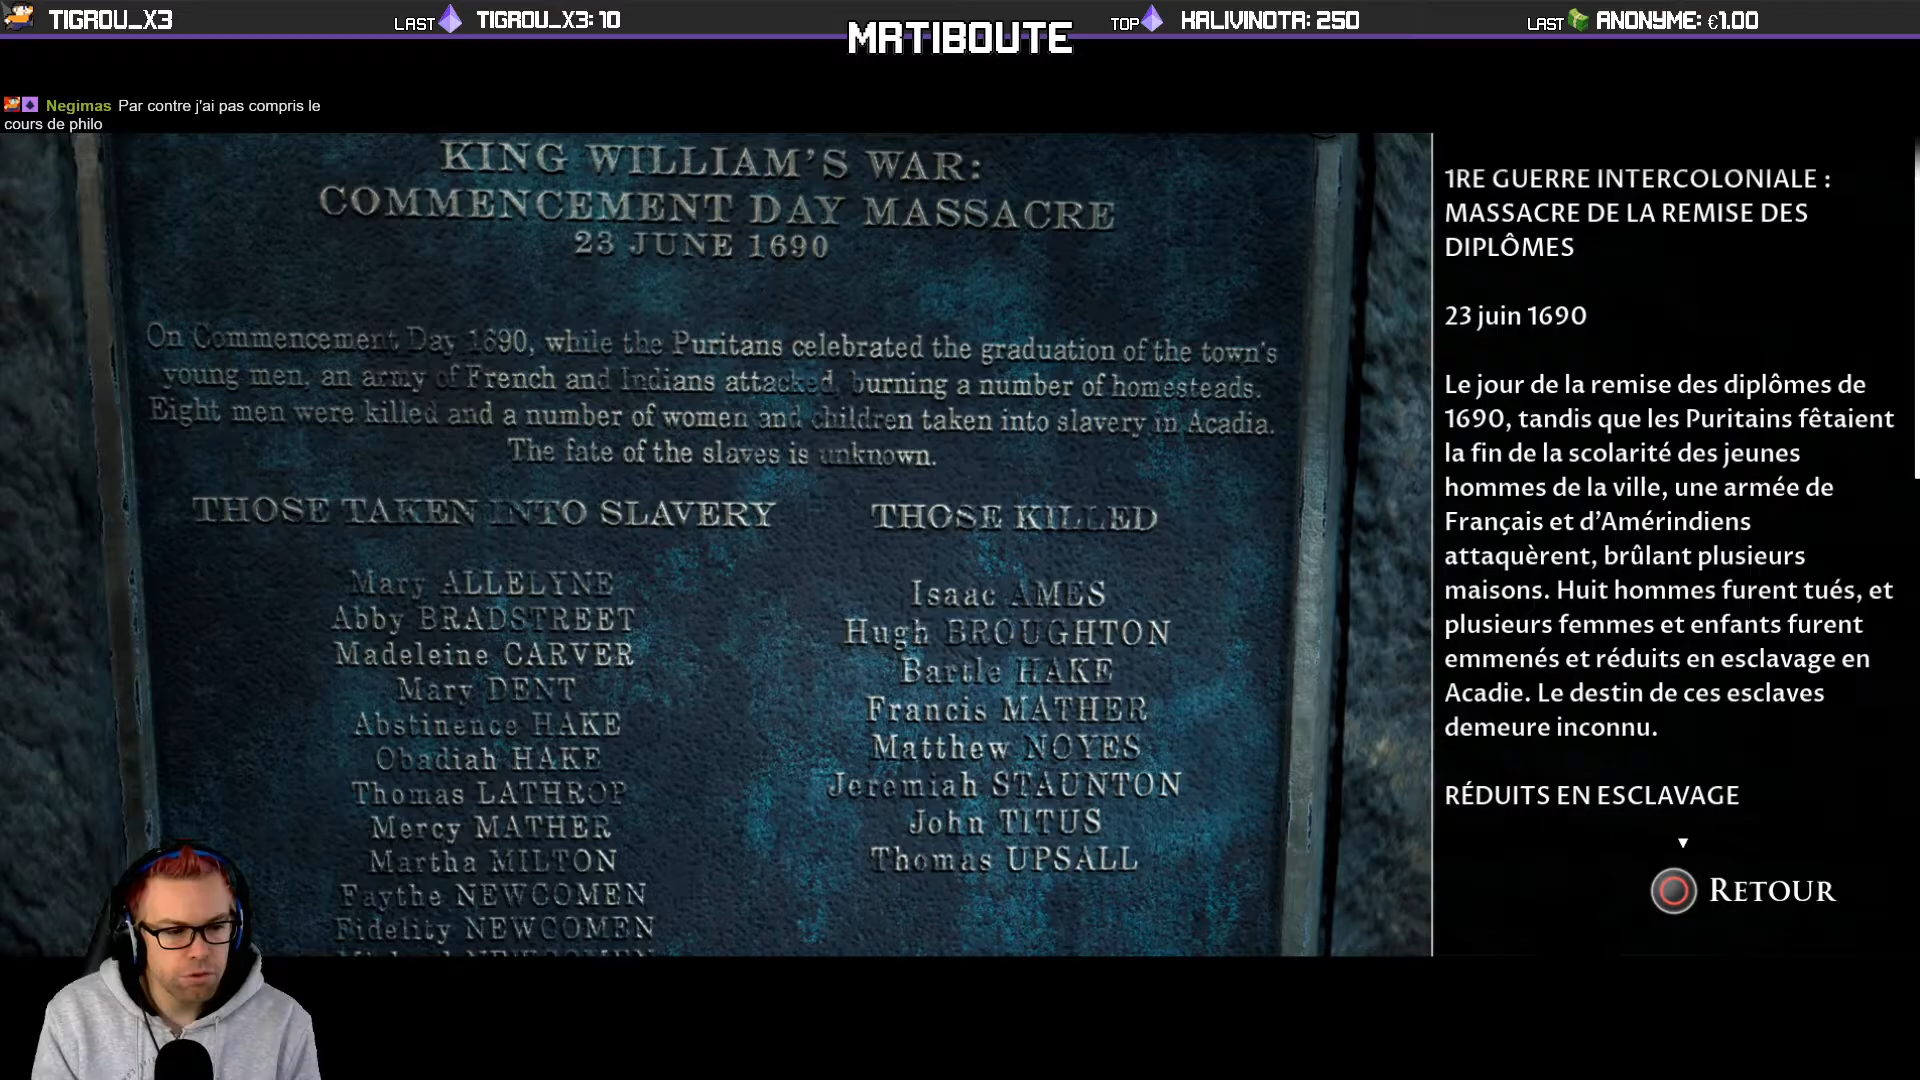 TIGROU_X3
LAST TIGROU_X3: 10
MATIBOUTE
TOP KALIVINOTA: 250
LAST ANONYME: €1.00
Negimas Par contre j'ai pas compris le
cours de philo
KING WILLIAM'S WAR:
COMMENCEMENT DAY MASSACRE
23 JUNE 1690
On Commencement Day 1690, while the Puritans celebrated the graduation of the town's
young men, an army of French and Indians attacked, burning a number of homesteads.
Eight men were killed and a number of women and children taken into slavery in Acadia.
The fate of the slaves is unknown.
THOSE TAKEN INTO SLAVERY
Mary ALLELYNE
Abby BRADSTREET
Madeleine CARVER
Mary DENT
Abstinence HAKE
Obadiah HAKE
Thomas LATHROP
Mercy MATHER
Martha MILTON
Faythe NEWCOMEN
Fidelity NEWCOMEN
THOSE KILLED
Isaac AMES
Hugh BROUGHTON
Bartle HAKE
Francis MATHER
Matthew NOYES
Jeremiah STAUNTON
John TITUS
Thomas UPSALL
1RE GUERRE INTERCOLONIALE :
MASSACRE DE LA REMISE DES
DIPLÔMES
23 juin 1690
Le jour de la remise des diplômes de
1690, tandis que les Puritains fêtaient
la fin de la scolarité des jeunes
hommes de la ville, une armée de
Français et d'Amérindiens
attaquèrent, brûlant plusieurs
maisons. Huit hommes furent tués, et
plusieurs femmes et enfants furent
emmenés et réduits en esclavage en
Acadie. Le destin de ces esclaves
demeure inconnu.
RÉDUITS EN ESCLAVAGE
RETOUR